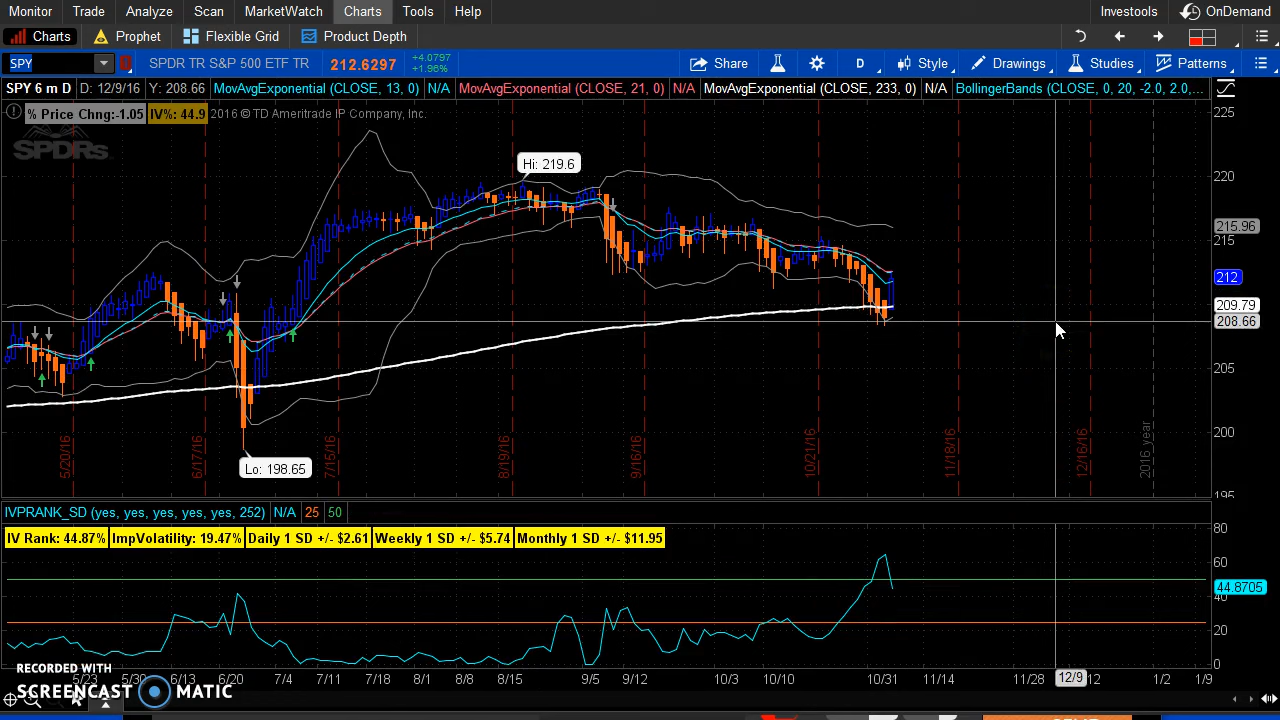 Monitor Trade Analyze Scan MarketWatch Charts Tools Help Investools OnDemand
Charts Prophet Flexible Grid Product Depth
SPY SPDR TR S&P 500 ETF TR 212.6297 +4.0797 +1.96% Share D Style Drawings Studies Patterns
SPY 6 m D D: 12/9/16 Y: 208.66 MovAvgExponential (CLOSE, 13, 0) N/A MovAvgExponential (CLOSE, 21, 0) N/A MovAvgExponential (CLOSE, 233, 0) N/A BollingerBands (CLOSE, 0, 20, -2.0, 2.0,...
% Price Chng:-1.05 IV%: 44.9 2016 © TD Ameritrade IP Company, Inc. 225
SPDRs
Hi: 219.6
220
215.96
215
212
209.79
208.66
205
200
Lo: 198.65
195
5/20/16 6/17/16 7/15/16 8/19/16 9/16/16 10/21/16 11/18/16 12/16/16 2016 year
IVPRANK_SD (yes, yes, yes, yes, yes, 252) N/A 25 50
IV Rank: 44.87% ImpVolatility: 19.47% Daily 1 SD +/- $2.61 Weekly 1 SD +/- $5.74 Monthly 1 SD +/- $11.95
80
60
44.8705
40
20
0
5/23 5/30 6/13 6/20 7/4 7/11 7/18 8/1 8/8 8/15 9/5 9/12 10/3 10/10 10/31 11/14 11/28 12/9 12 1/2 1/9
RECORDED WITH
SCREENCAST MATIC